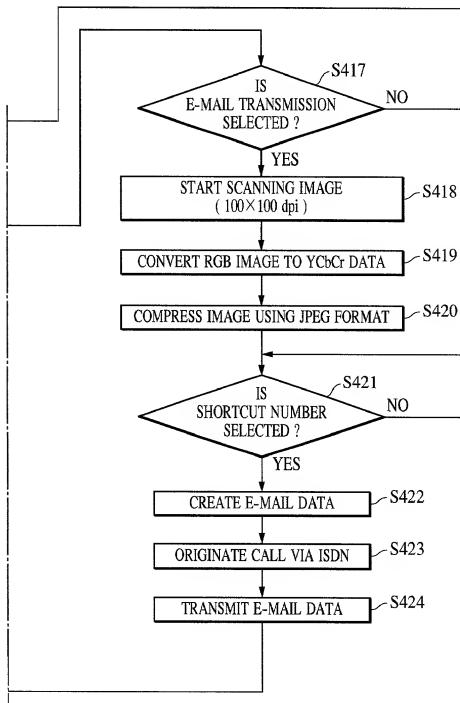 S417
IS
E-MAIL TRANSMISSION
SELECTED ?
NO
YES
START SCANNING IMAGE
( 100×100 dpi )
S418
CONVERT RGB IMAGE TO YCbCr DATA
S419
COMPRESS IMAGE USING JPEG FORMAT
S420
S421
IS
SHORTCUT NUMBER
SELECTED ?
NO
YES
CREATE E-MAIL DATA
S422
ORIGINATE CALL VIA ISDN
S423
TRANSMIT E-MAIL DATA
S424